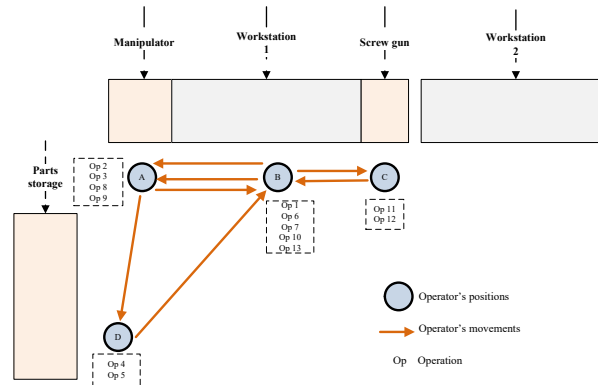 Manipulator
Workstation
1
Screw gun
Workstation
2
Parts
storage
Op 2
Op 3
Op 8
Op 9
A
B
C
Op 1
Op 6
Op 7
Op 10
Op 13
Op 11
Op 12
D
Op 4
Op 5
Operator's positions
Operator's movements
Op Operation